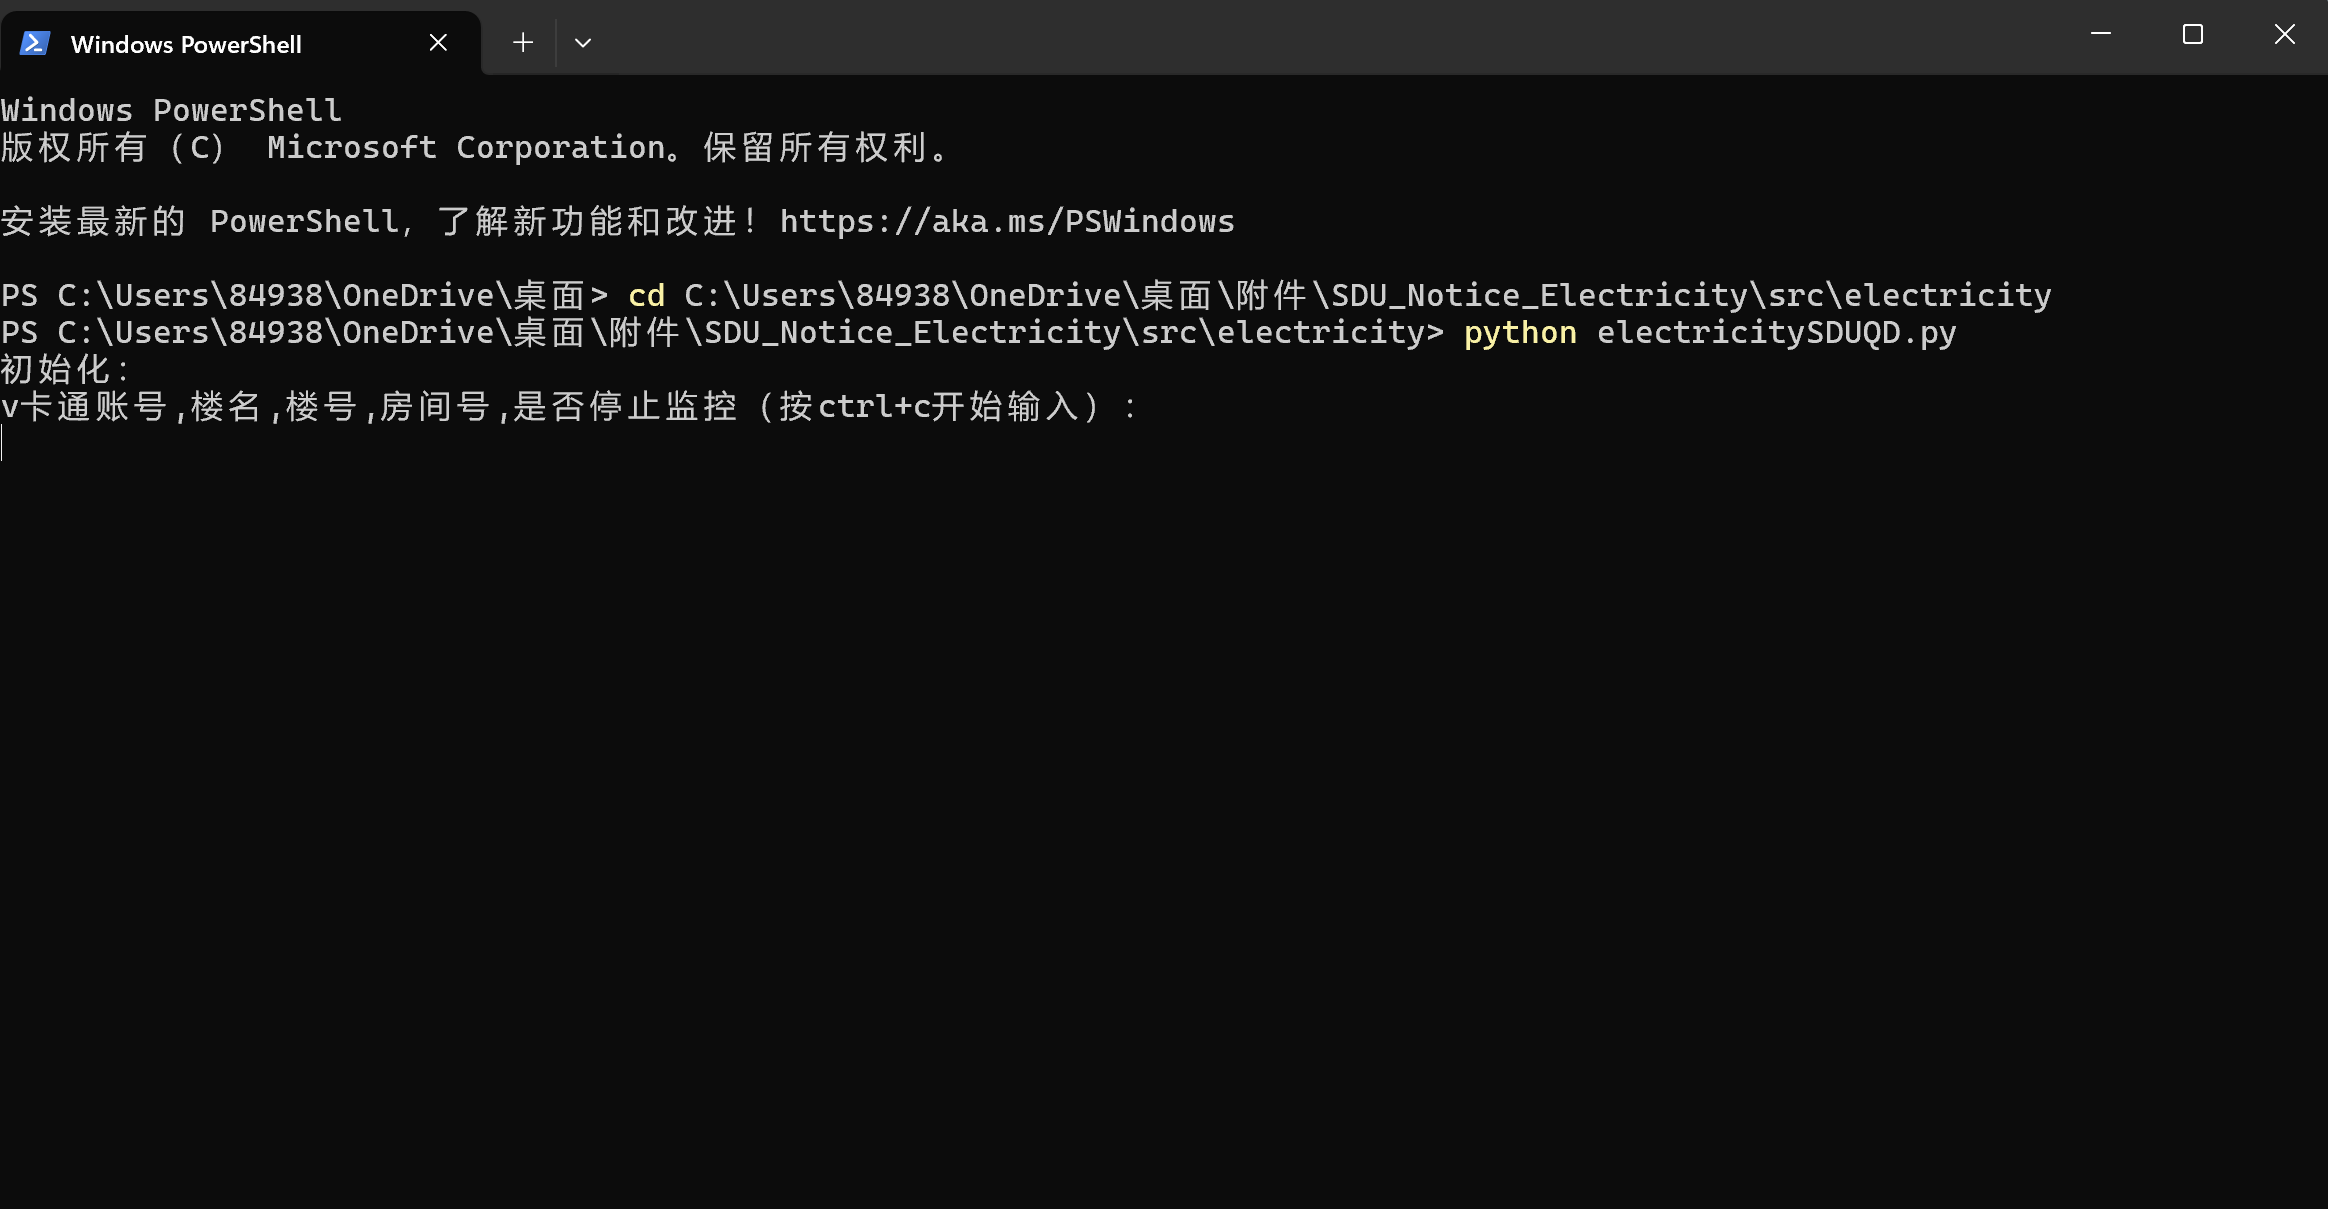 Windows PowerShell
Windows PowerShell
版权所有（C） Microsoft Corporation。保留所有权利。
安装最新的 PowerShell，了解新功能和改进！https://aka.ms/PSWindows
PS C:\Users\84938\OneDrive\桌面> cd C:\Users\84938\OneDrive\桌面\附件\SDU_Notice_Electricity\src\electricity
PS C:\Users\84938\OneDrive\桌面\附件\SDU_Notice_Electricity\src\electricity> python electricitySDUQD.py
初始化：
v卡通账号,楼名,楼号,房间号,是否停止监控（按ctrl+c开始输入）：